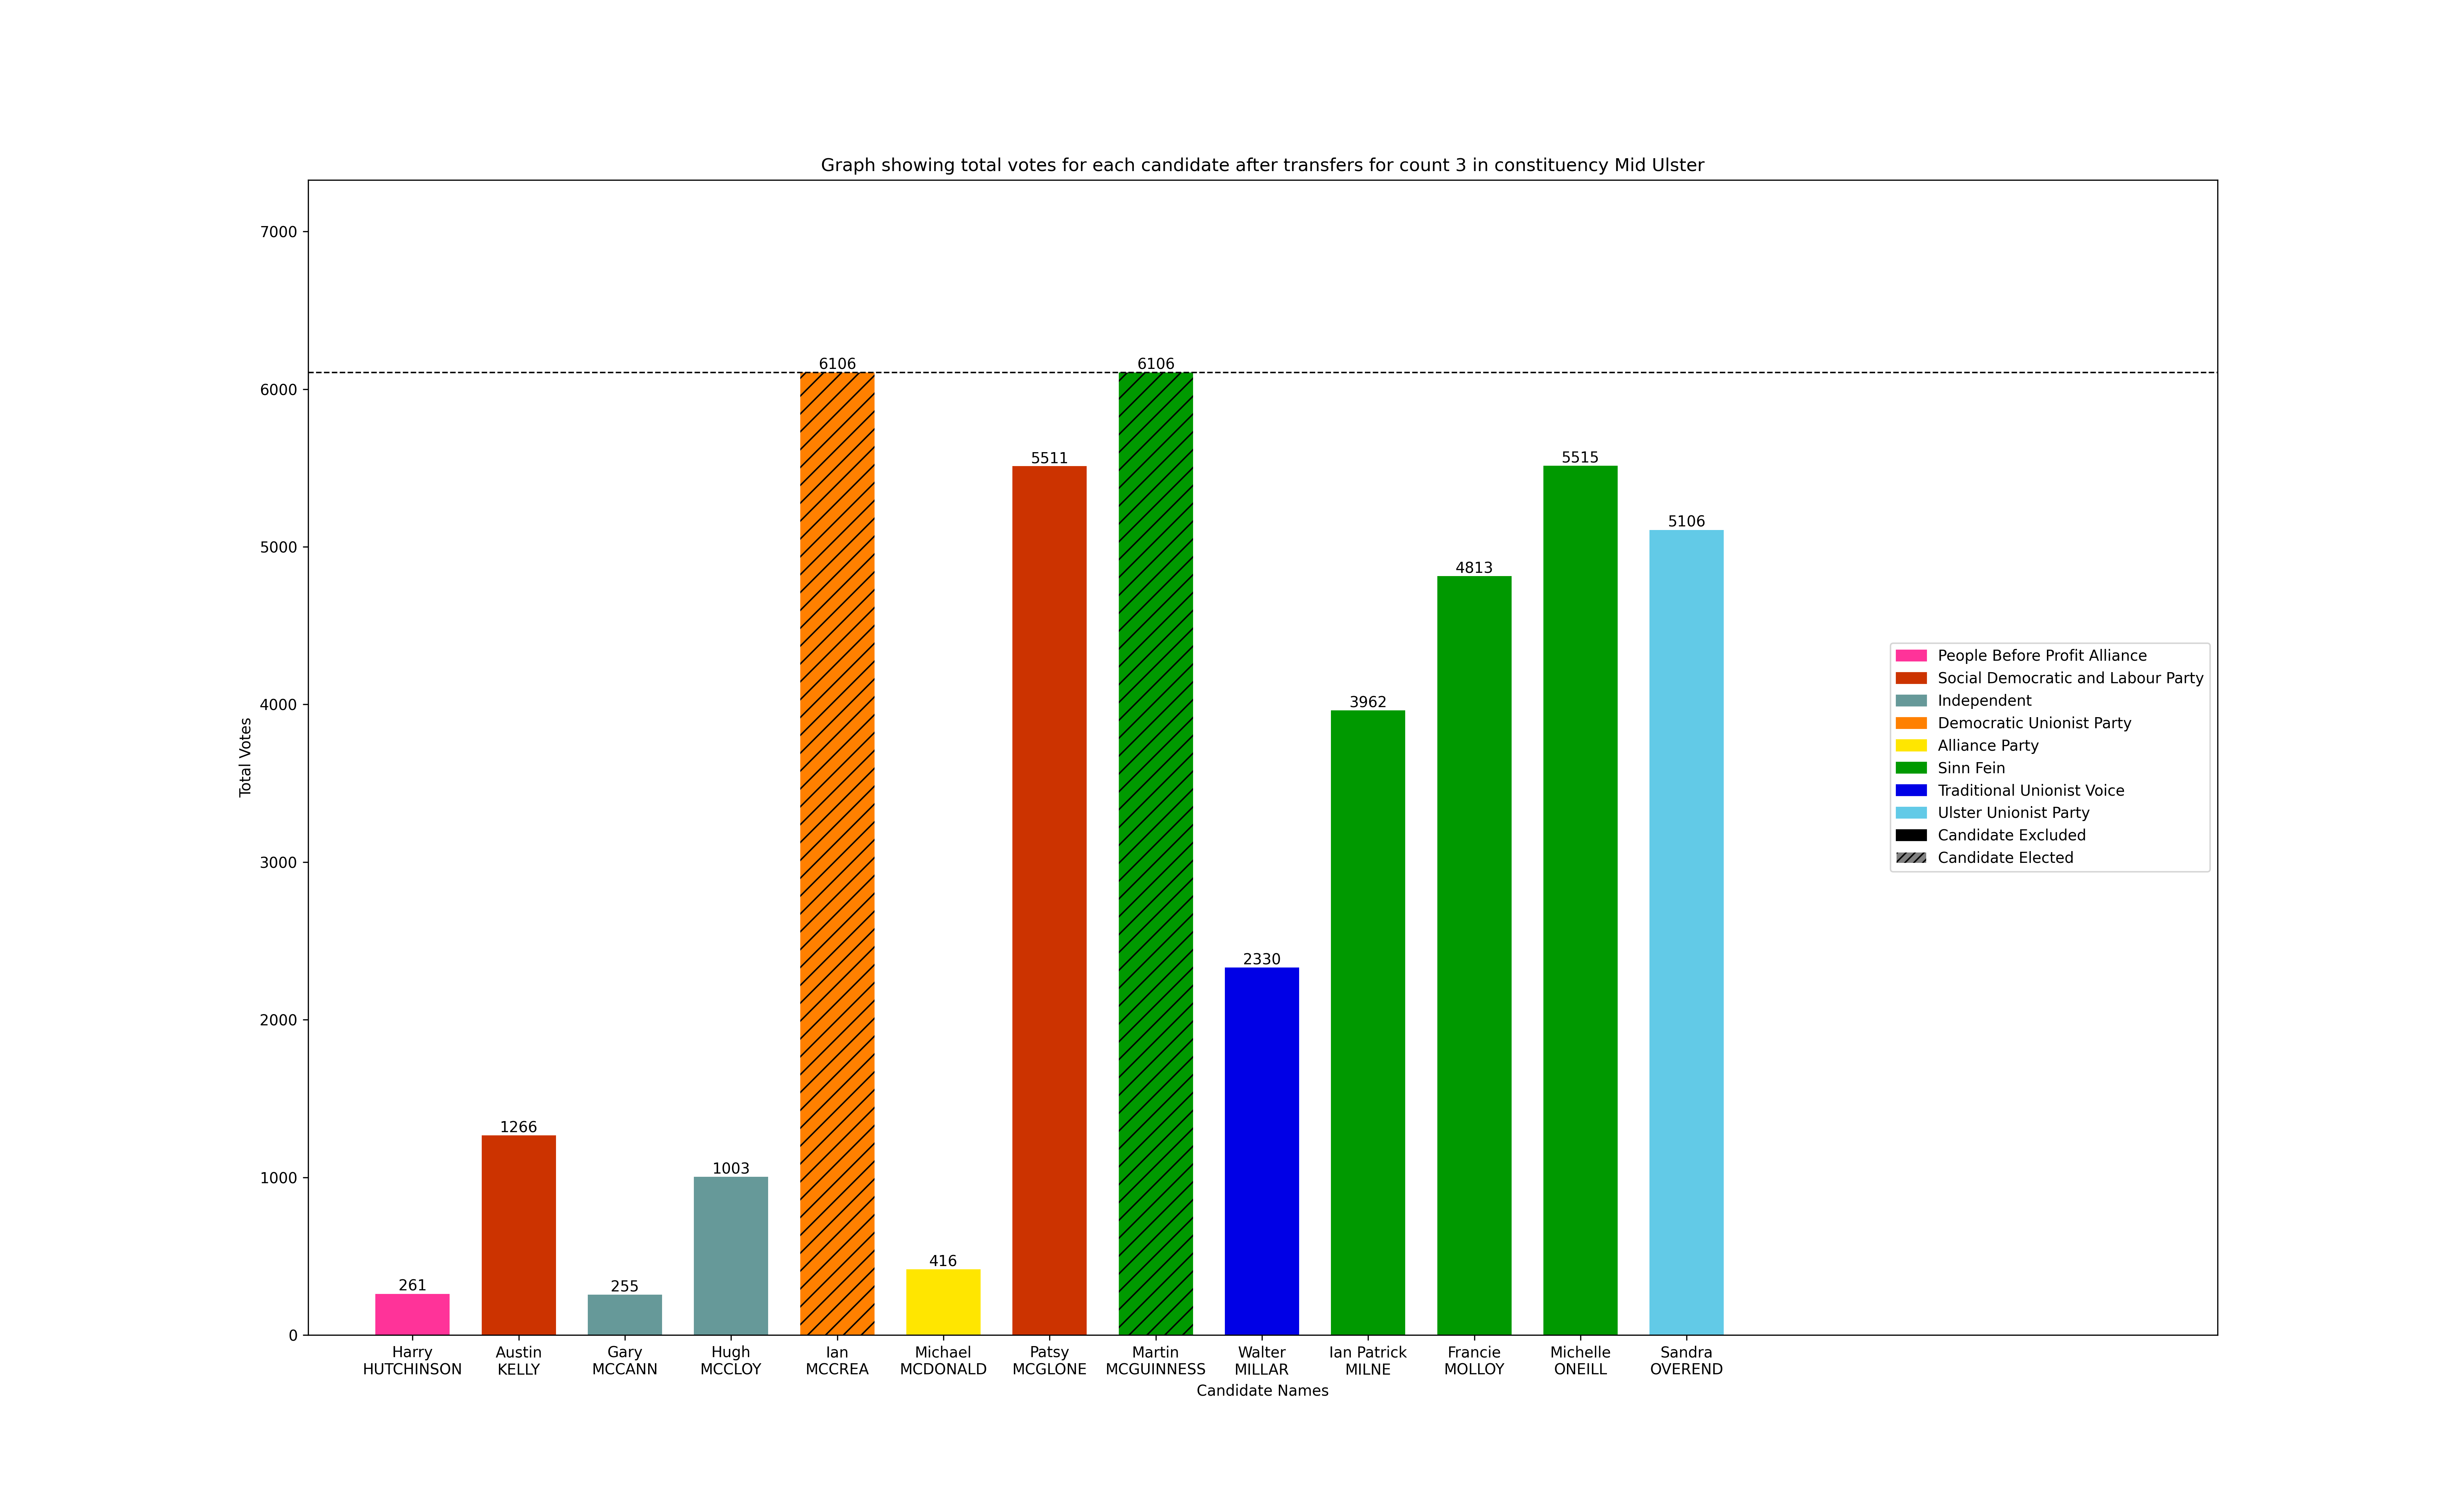 Graph showing total votes for each candidate after transfers for count 3 in constituency Mid Ulster
Total Votes
7000
6000
5000
4000
3000
2000
1000
0
261
1266
255
1003
6106
416
5511
6106
2330
3962
4813
5515
5106
Harry
HUTCHINSON
Austin
KELLY
Gary
MCCANN
Hugh
MCCLOY
Ian
MCCREA
Michael
MCDONALD
Patsy
MCGLONE
Martin
MCGUINNESS
Walter
MILLAR
Ian Patrick
MILNE
Francie
MOLLOY
Michelle
ONEILL
Sandra
OVEREND
Candidate Names
People Before Profit Alliance
Social Democratic and Labour Party
Independent
Democratic Unionist Party
Alliance Party
Sinn Fein
Traditional Unionist Voice
Ulster Unionist Party
Candidate Excluded
Candidate Elected